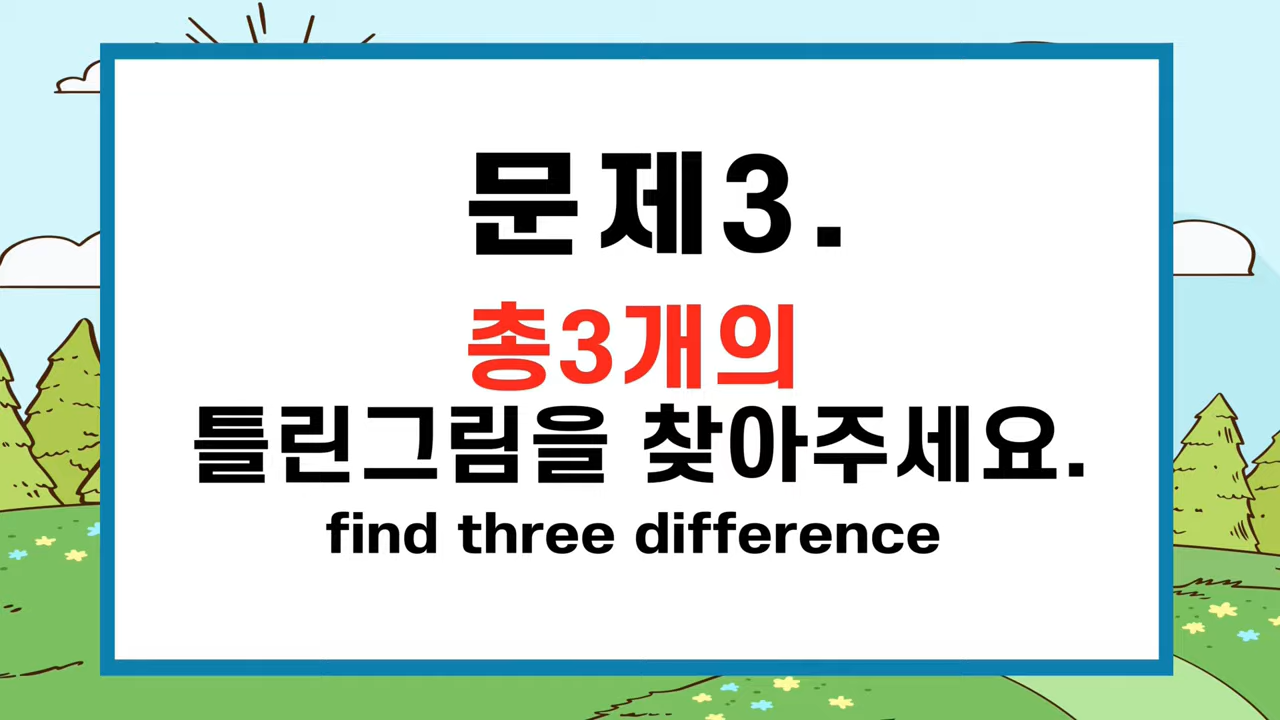 문제3.
총3개의
틀린그림을 찾아주세요.
find three difference